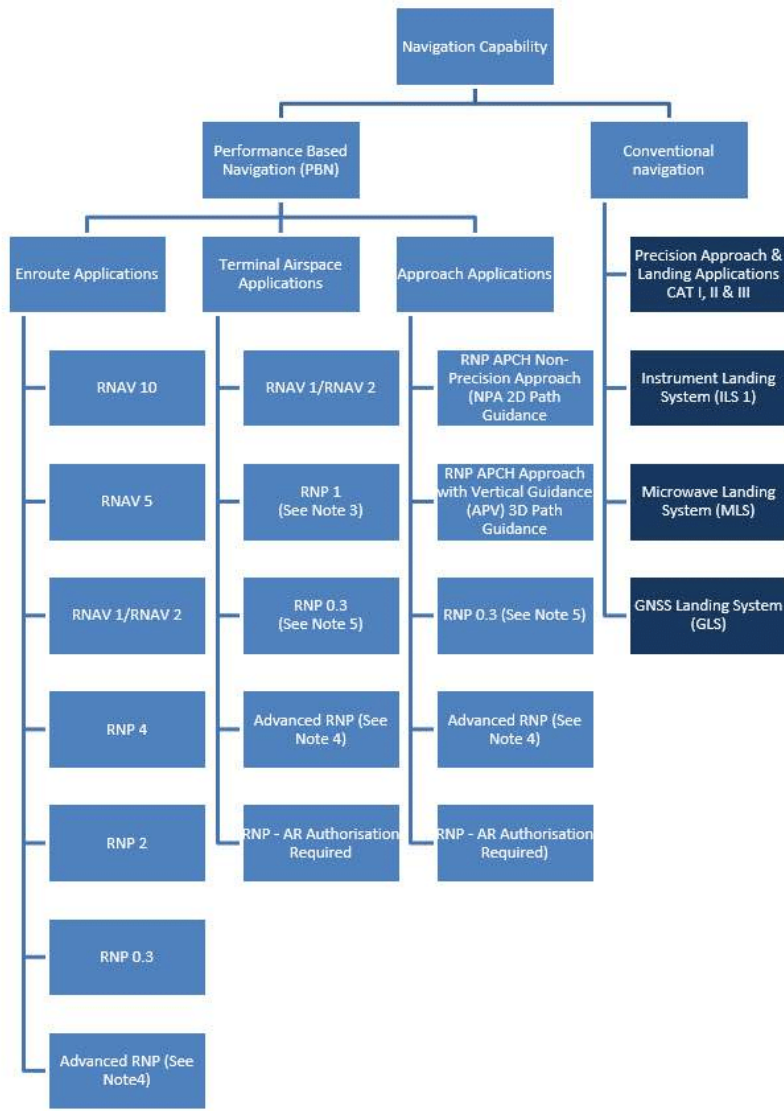 Navigation Capability
Performance Based
Navigation (PBN)
Conventional
navigation
Enroute Applications
Terminal Airspace
Applications
Approach Applications
Precision Approach &
Landing Applications
CAT I, II & III
RNAV 10
RNAV 1/RNAV 2
RNP APCH Non-
Precision Approach
(NPA 2D Path
Guidance
Instrument Landing
System (ILS 1)
RNAV 5
RNP 1
(See Note 3)
RNP APCH Approach
with Vertical Guidance
(APV) 3D Path
Guidance
Microwave Landing
System (MLS)
RNAV 1/RNAV 2
RNP 0.3
(See Note 5)
RNP 0.3 (See Note 5)
GNSS Landing System
(GLS)
RNP 4
Advanced RNP (See
Note 4)
Advanced RNP (See
Note 4)
RNP 2
RNP - AR Authorisation
Required
RNP - AR Authorisation
Required)
RNP 0.3
Advanced RNP (See
Note4)